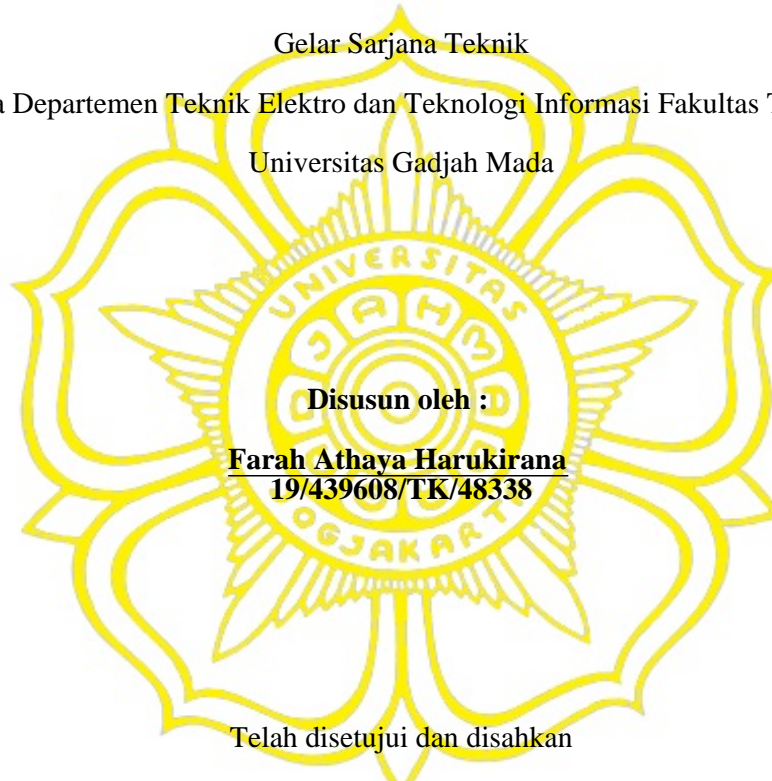 Gelar Sarjana Teknik
Departemen Teknik Elektro dan Teknologi Informasi Fakultas
Universitas Gadjah Mada
UNIVERSITAS
Disusun oleh :
Farah Athaya Harukirana
19/439608/TK/48338
OGJAKART
Telah disetujui dan disahkan